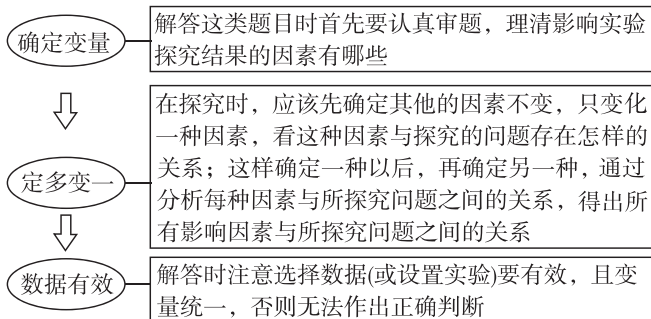 确定变量
解答这类题目时首先要认真审题，理清影响实验
探究结果的因素有哪些
定多变一
在探究时，应该先确定其他的因素不变，只变化
一种因素，看这种因素与探究的问题存在怎样的
关系；这样确定一种以后，再确定另一种，通过
分析每种因素与所探究问题之间的关系，得出所
有影响因素与所探究问题之间的关系
数据有效
解答时注意选择数据(或设置实验)要有效，且变
量统一，否则无法作出正确判断